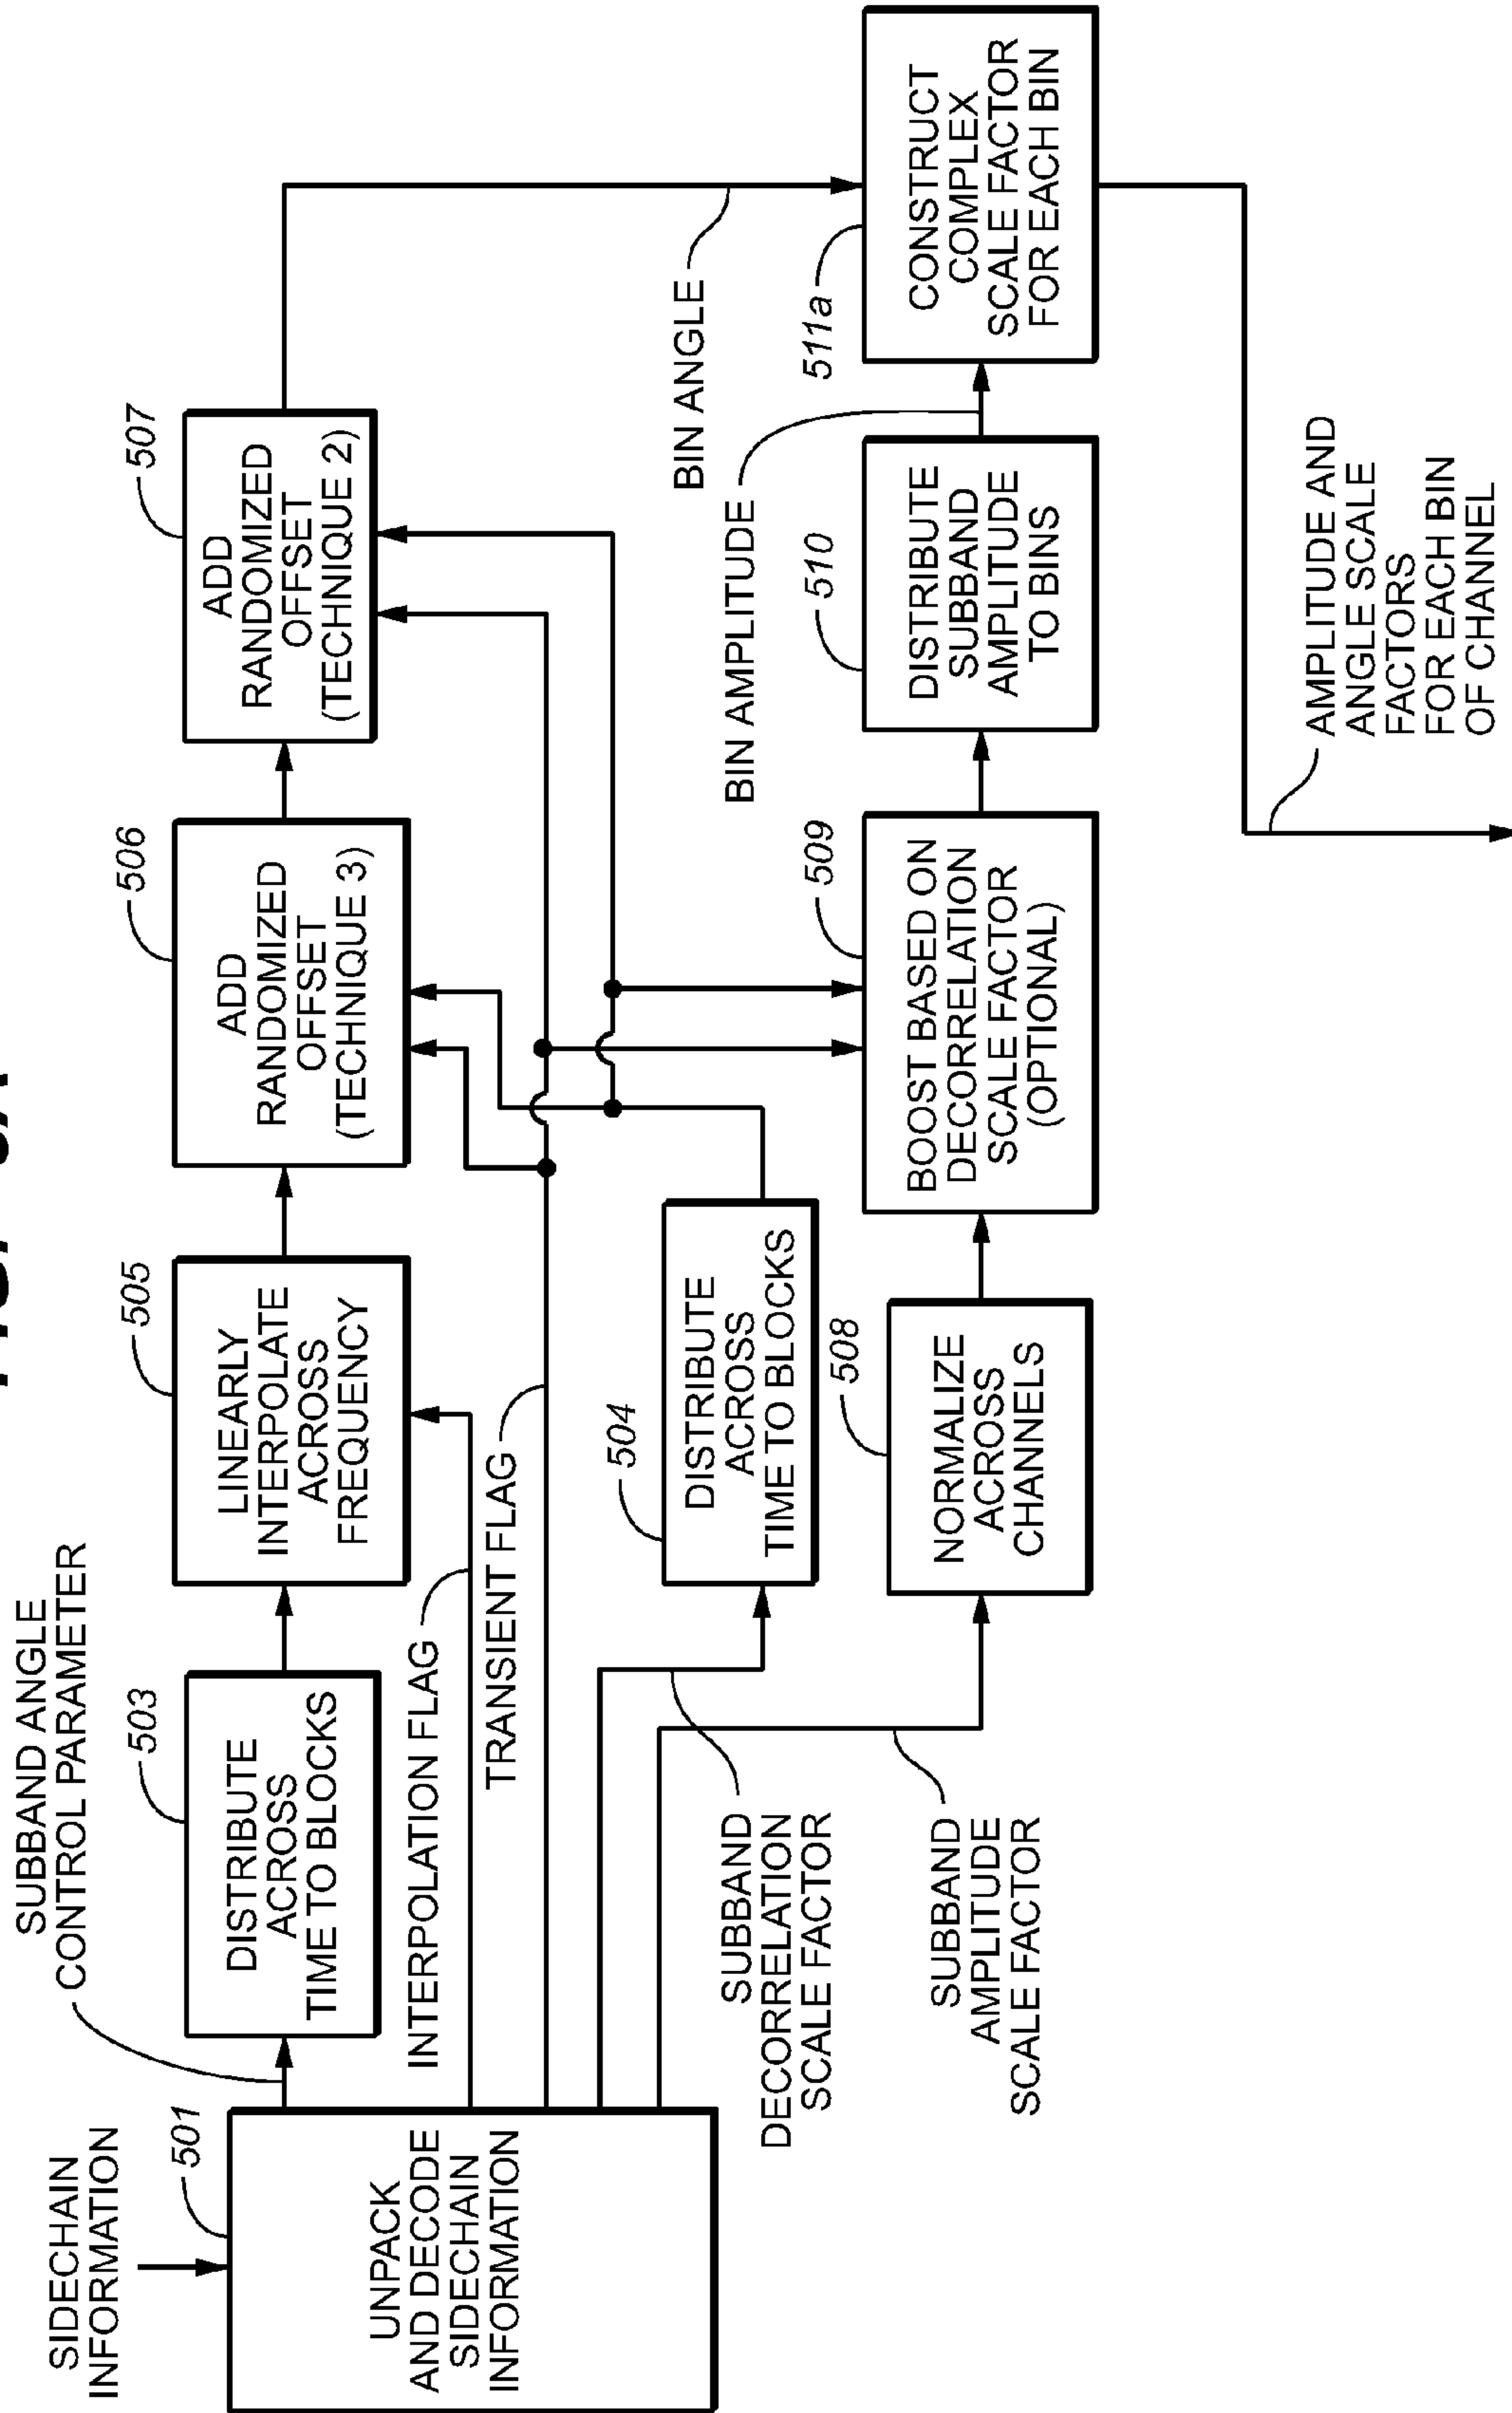 SIDECHAIN
INFORMATION
501
UNPACK
AND DECODE
SIDECHAIN
INFORMATION
SUBBAND ANGLE
CONTROL PARAMETER
503
DISTRIBUTE
ACROSS
TIME TO BLOCKS
505
LINEARLY
INTERPOLATE
ACROSS
FREQUENCY
506
ADD
RANDOMIZED
OFFSET
(TECHNIQUE 3)
507
ADD
RANDOMIZED
OFFSET
(TECHNIQUE 2)
INTERPOLATION FLAG
TRANSIENT FLAG
504
DISTRIBUTE
ACROSS
TIME TO BLOCKS
SUBBAND
DECORRELATION
SCALE FACTOR
SUBBAND
AMPLITUDE
SCALE FACTOR
508
NORMALIZE
ACROSS
CHANNELS
509
BOOST BASED ON
DECORRELATION
SCALE FACTOR
(OPTIONAL)
BIN AMPLITUDE
510
DISTRIBUTE
SUBBAND
AMPLITUDE
TO BINS
BIN ANGLE
511a
CONSTRUCT
COMPLEX
SCALE FACTOR
FOR EACH BIN
AMPLITUDE AND
ANGLE SCALE
FACTORS
FOR EACH BIN
OF CHANNEL